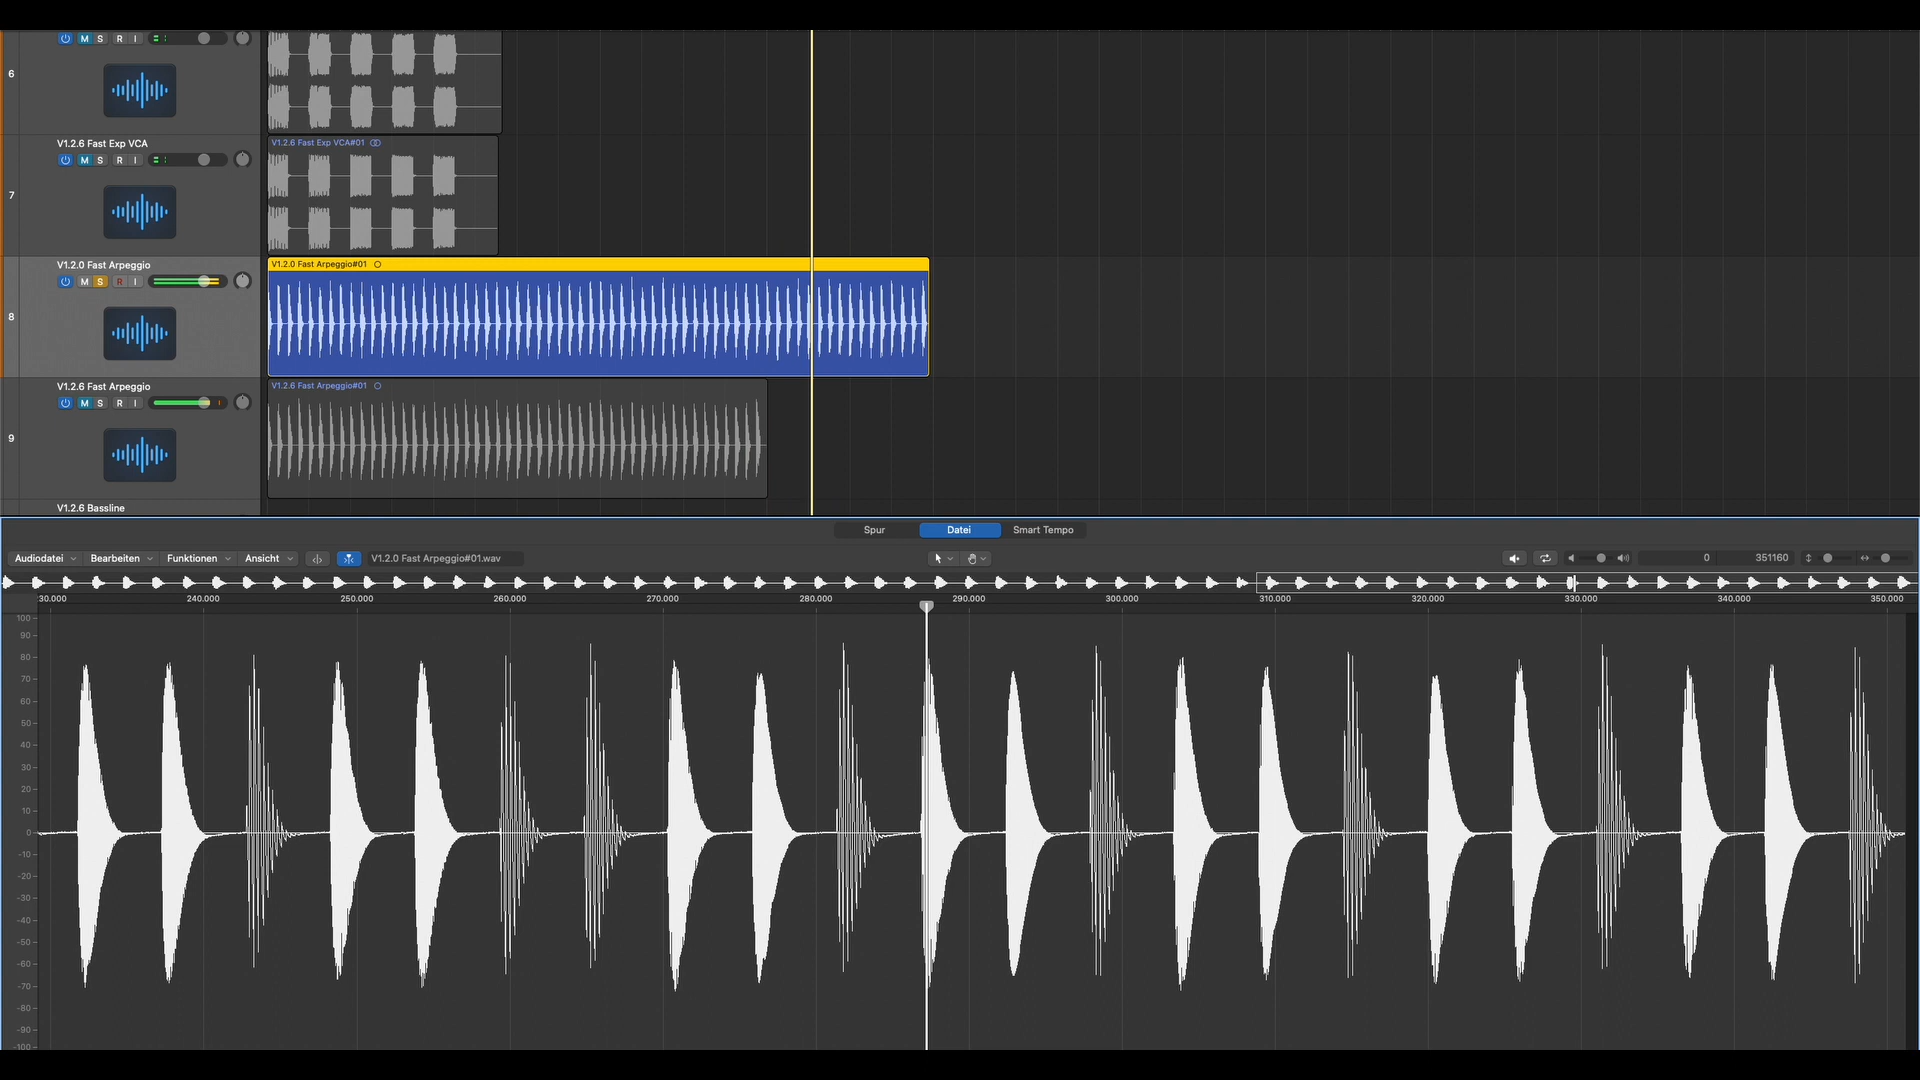 M S R I
6
V1.2.6 Fast Exp VCA
M S R I
7
V1.2.6 Fast Exp VCA#01
V1.2.0 Fast Arpeggio
M S R I
8
V1.2.0 Fast Arpeggio#01
V1.2.6 Fast Arpeggio
M S R I
9
V1.2.6 Fast Arpeggio#01
V1.2.6 Bassline
Spur Datei Smart Tempo
Audiodatei Bearbeiten Funktionen Ansicht V1.2.0 Fast Arpeggio#01.wav 0 351160
30.000 240.000 250.000 260.000 270.000 280.000 290.000 300.000 310.000 320.000 330.000 340.000 350.000
100
90
80
70
60
50
40
30
20
10
0
-10
-20
-30
-40
-50
-60
-70
-80
-90
-100